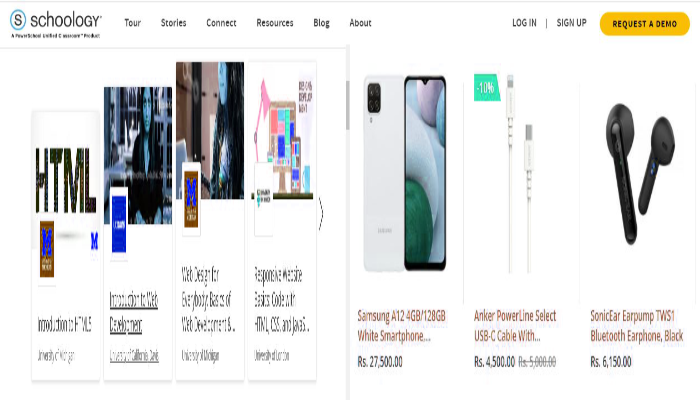 schoology
A PowerSchool Unified Classroom™ Product
Tour
Stories
Connect
Resources
Blog
About
LOG IN | SIGN UP
REQUEST A DEMO
HTML
Introduction to HTML5
University of Michigan
Introduction to Web
Development
University of California, Davis
Web Design for
Everybody: Basics of
Web Development &...
University of Michigan
Responsive Website
Basics: Code with
HTML, CSS, and JavaS...
University of London
Samsung A12 4GB/128GB
White Smartphone,...
Rs. 27,500.00
-10%
Anker PowerLine Select
USB-C Cable With...
Rs. 4,500.00 Rs. 5,000.00
SonicEar Earpump TWS1
Bluetooth Earphone, Black
Rs. 6,150.00